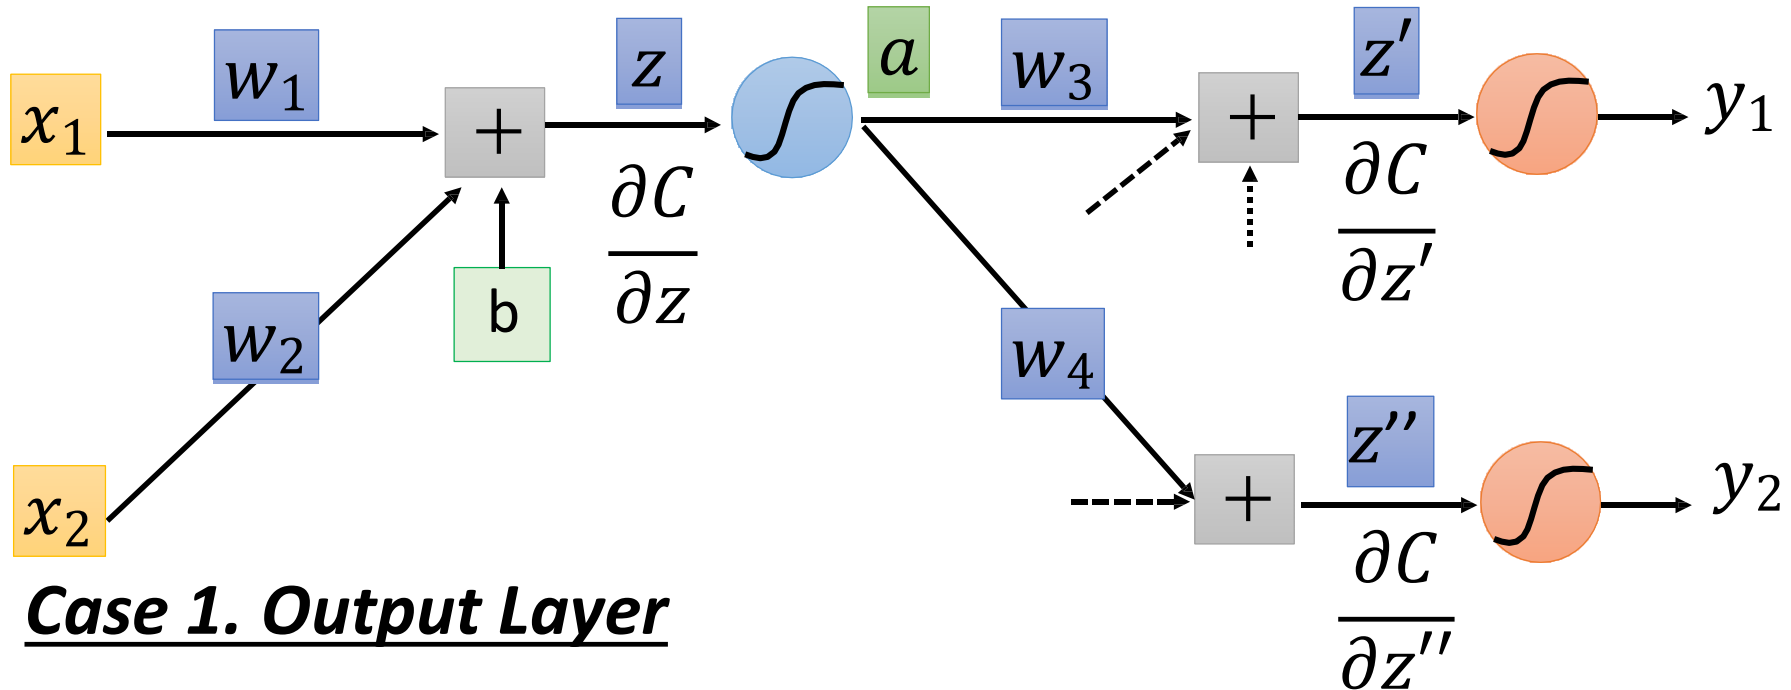 x₁ w₁ + z a w₃ + z′ y₁
∂C/∂z ∂C/∂z′
b
w₂ w₄
x₂ + z′′ y₂
∂C/∂z′′
Case 1. Output Layer